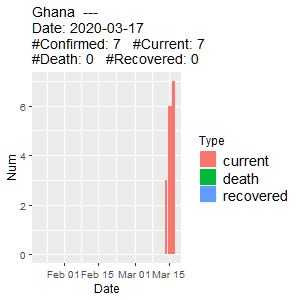 Ghana  ---
Date: 2020-03-17
#Confirmed: 7   #Current: 7
#Death: 0   #Recovered: 0
6
4
2
0
Num
Feb 01 Feb 15 Mar 01 Mar 15
Date
Type
current
death
recovered